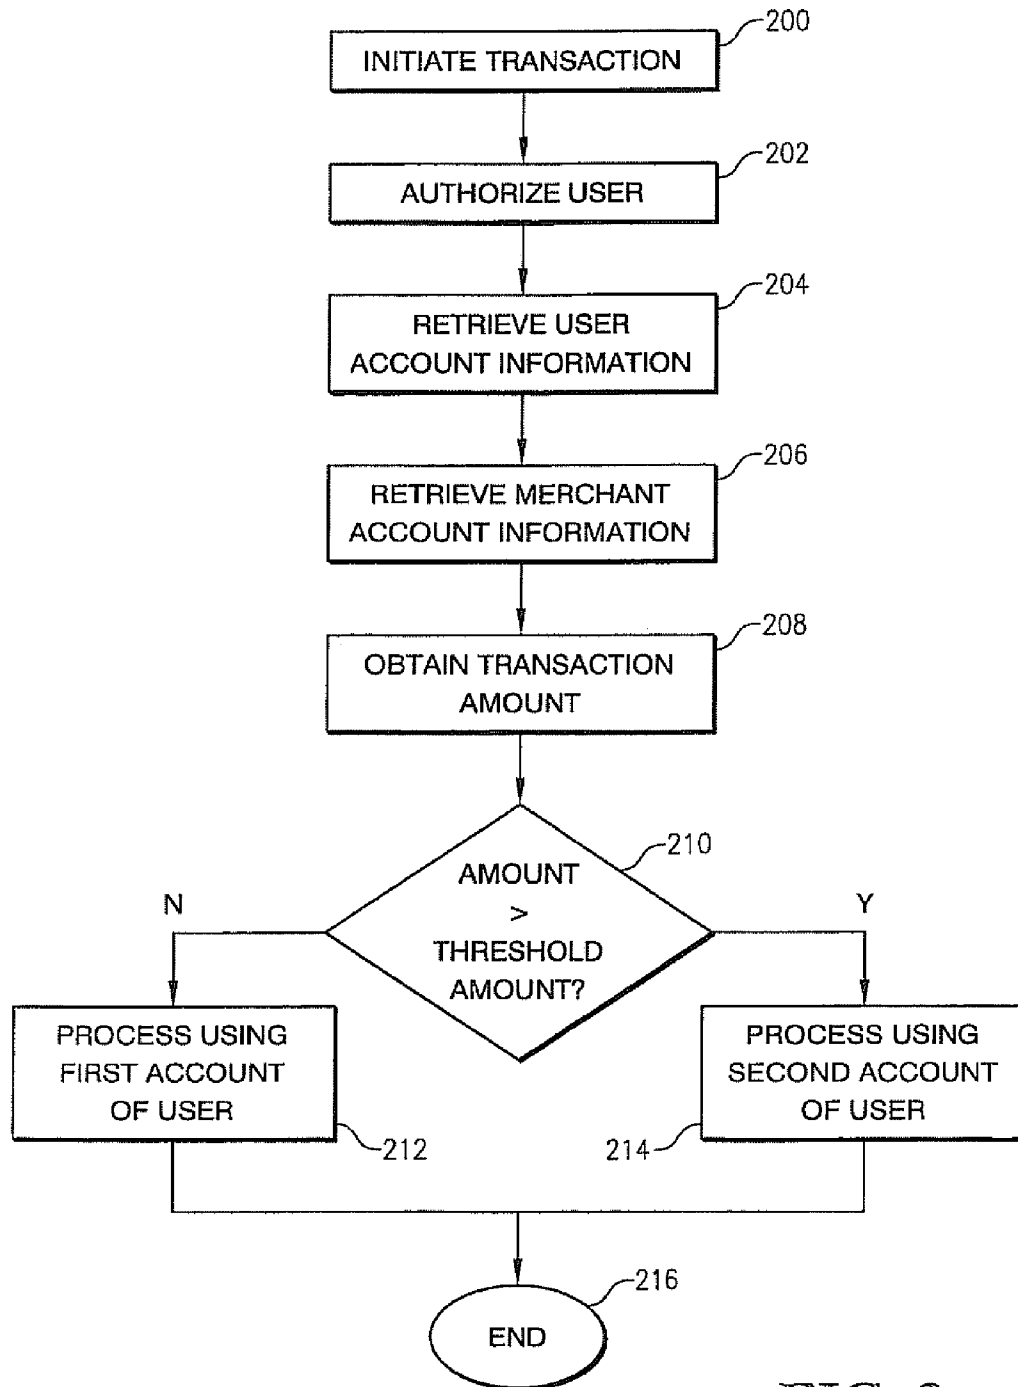 200
INITIATE TRANSACTION
202
AUTHORIZE USER
204
RETRIEVE USER
ACCOUNT INFORMATION
206
RETRIEVE MERCHANT
ACCOUNT INFORMATION
208
OBTAIN TRANSACTION
AMOUNT
210
AMOUNT
>
THRESHOLD
AMOUNT?
N
Y
PROCESS USING
FIRST ACCOUNT
OF USER
212
PROCESS USING
SECOND ACCOUNT
OF USER
214
216
END